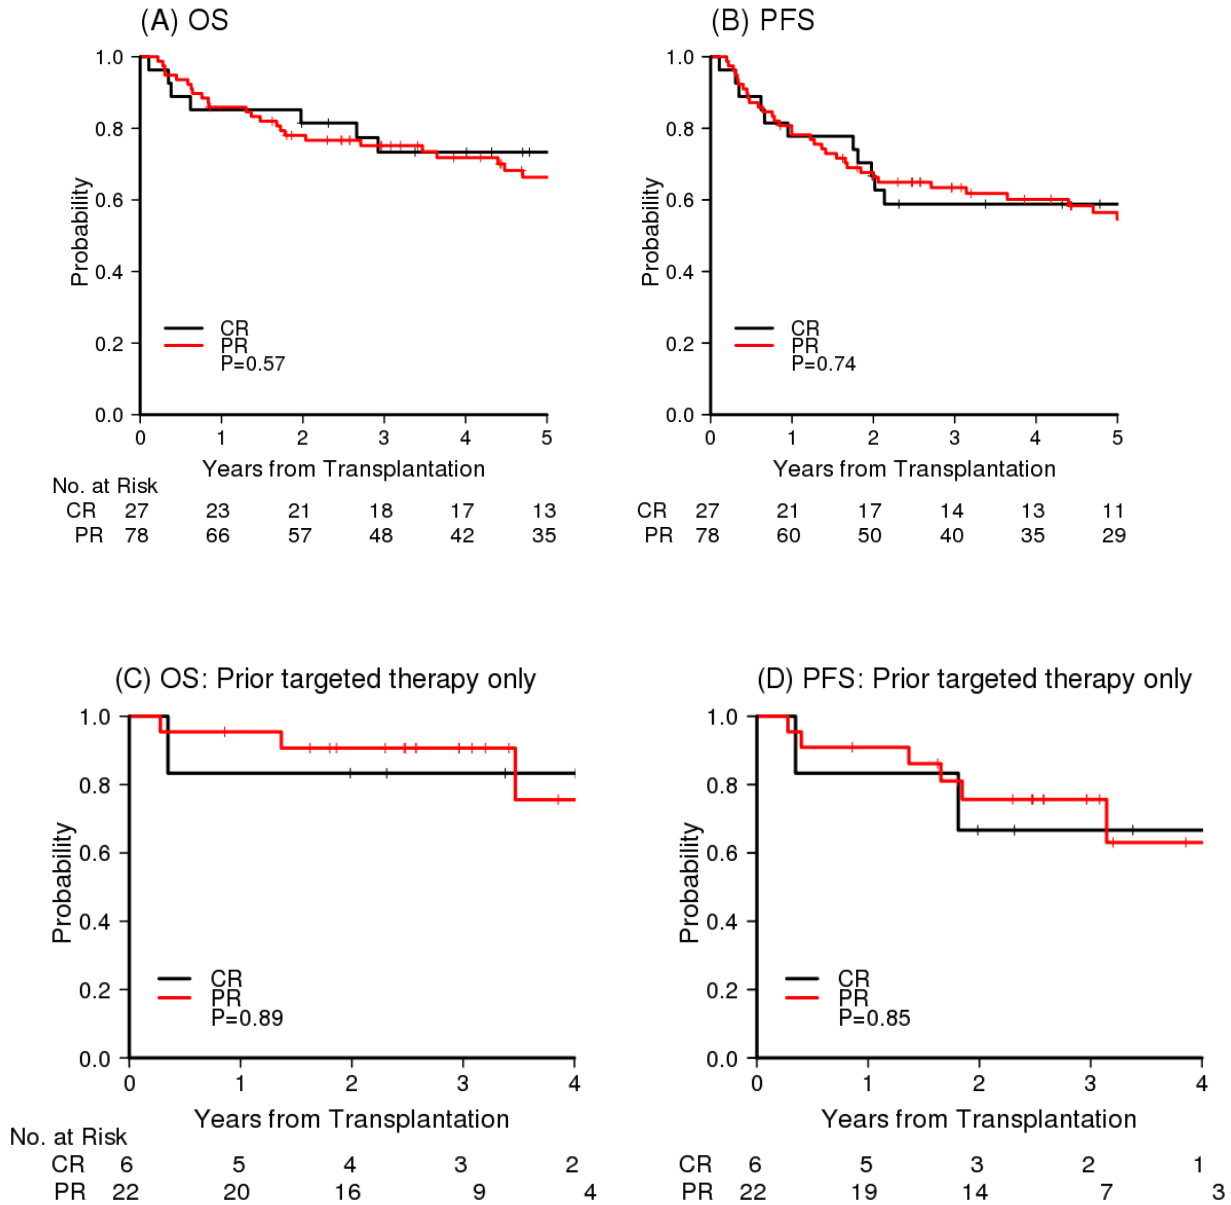 (A) OS
1.0
0.8
0.6
0.4
0.2
0.0
Probability
CR
PR
P=0.57
0 1 2 3 4 5
Years from Transplantation
No. at Risk
CR 27 23 21 18 17 13
PR 78 66 57 48 42 35
(B) PFS
1.0
0.8
0.6
0.4
0.2
0.0
Probability
CR
PR
P=0.74
0 1 2 3 4 5
Years from Transplantation
CR 27 21 17 14 13 11
PR 78 60 50 40 35 29
(C) OS: Prior targeted therapy only
1.0
0.8
0.6
0.4
0.2
0.0
Probability
CR
PR
P=0.89
0 1 2 3 4
Years from Transplantation
No. at Risk
CR 6 5 4 3 2
PR 22 20 16 9 4
(D) PFS: Prior targeted therapy only
1.0
0.8
0.6
0.4
0.2
0.0
Probability
CR
PR
P=0.85
0 1 2 3 4
Years from Transplantation
CR 6 5 3 2 1
PR 22 19 14 7 3